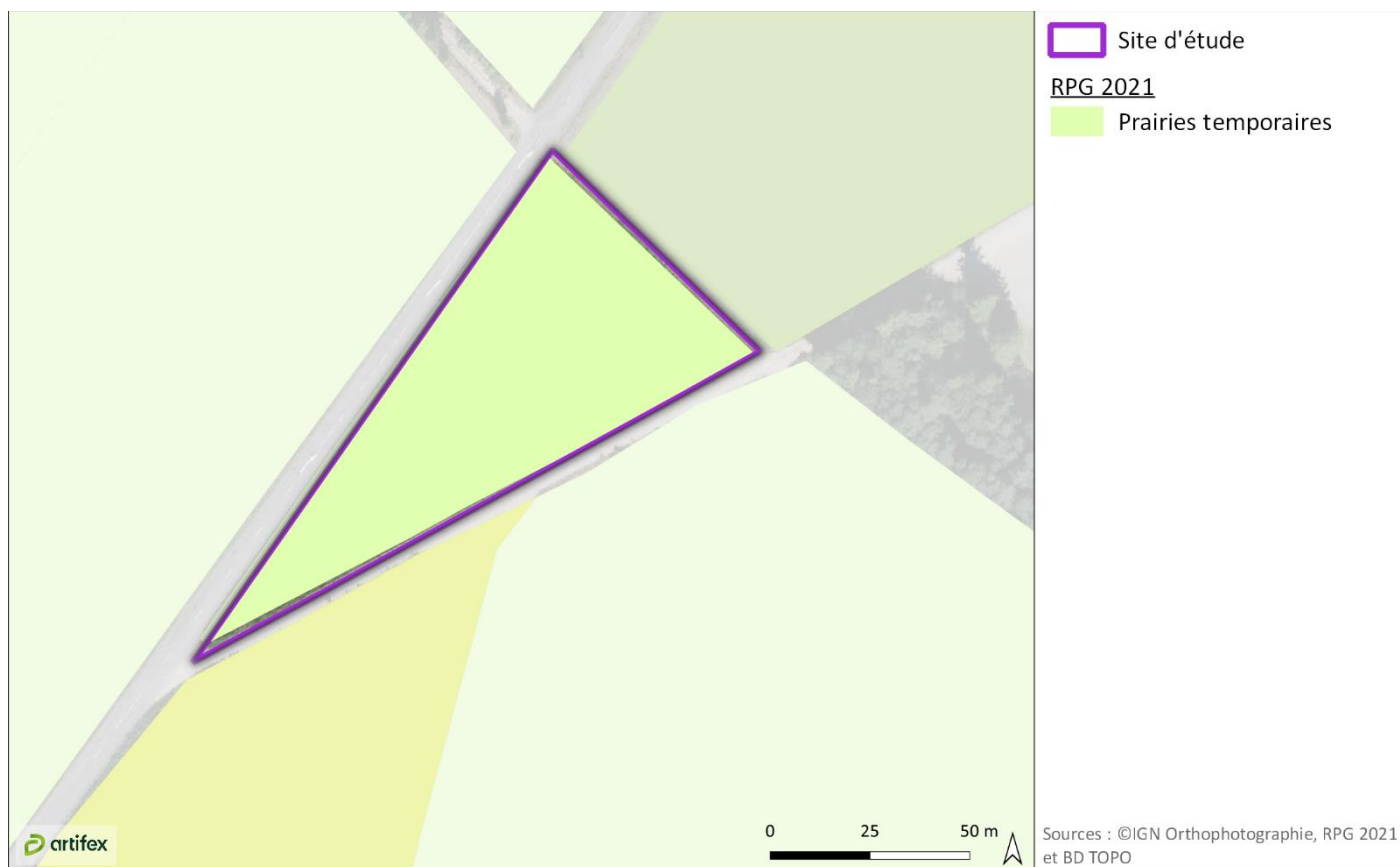 Site d'étude
RPG 2021
Prairies temporaires
artifex
0 25 50 m
Sources : ©IGN Orthophotographie, RPG 2021
et BD TOPO